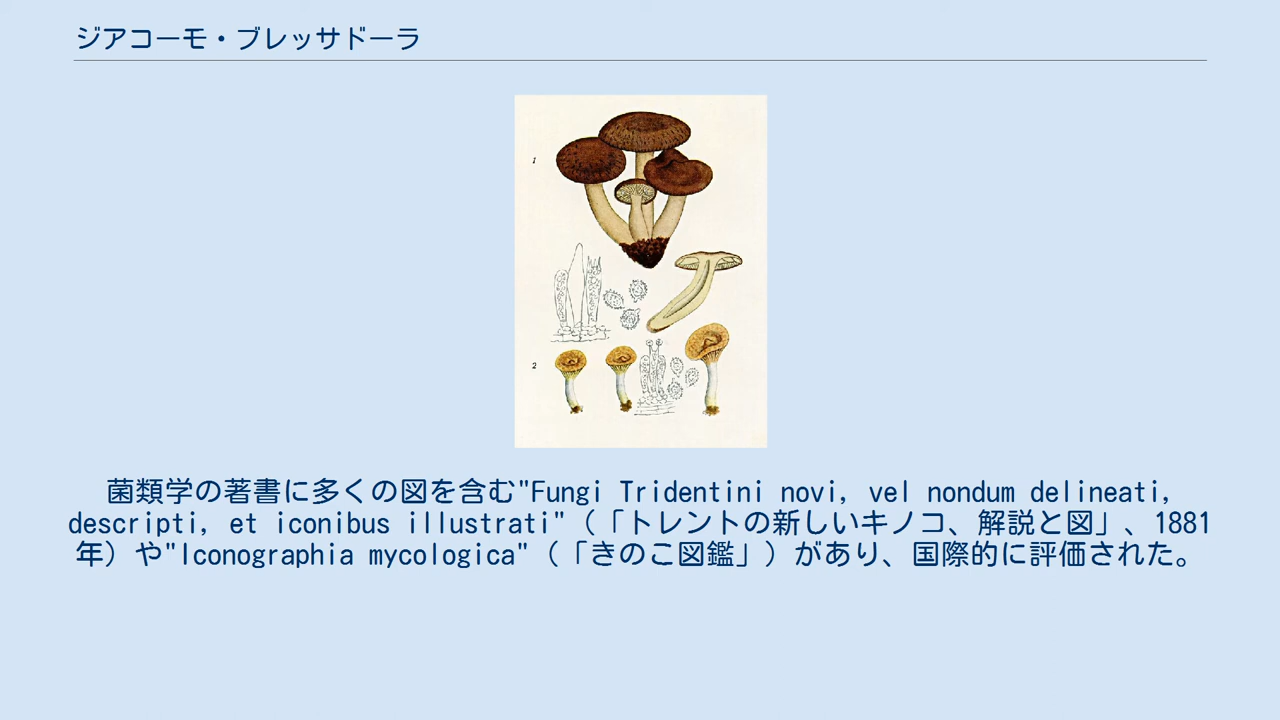 ジアコーモ・ブレッサドーラ
1
2
菌類学の著書に多くの図を含む"Fungi Tridentini novi, vel nondum delineati,
descripti, et iconibus illustrati"（「トレントの新しいキノコ、解説と図」、1881
年）や"Iconographia mycologica"（「きのこ図鑑」）があり、国際的に評価された。